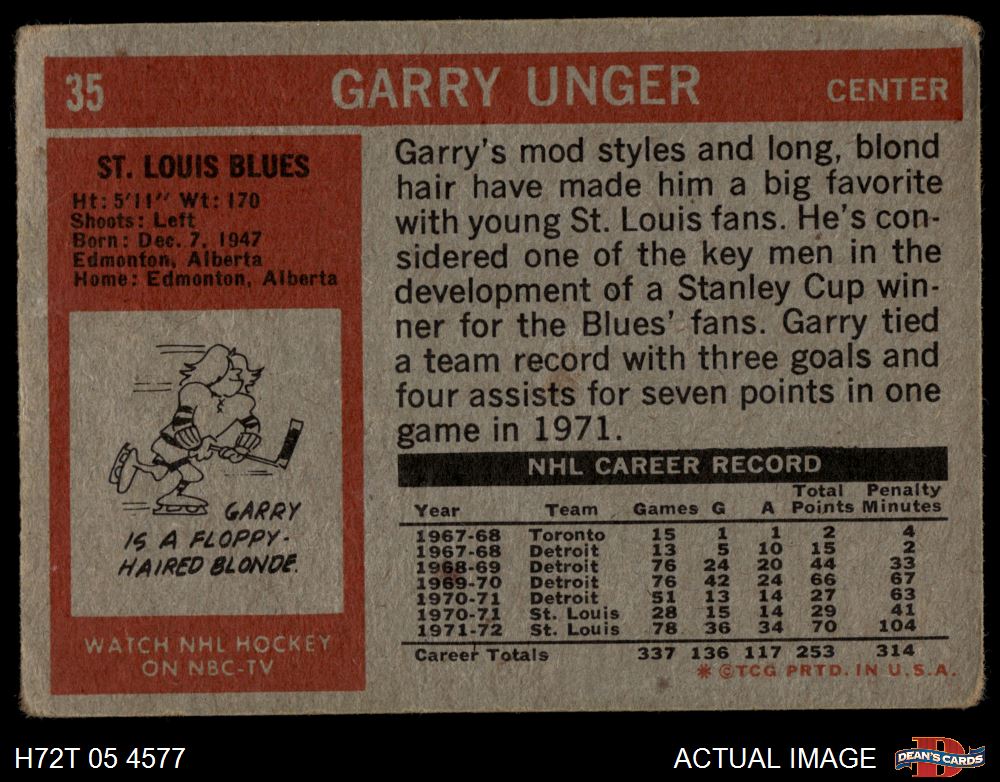 35 GARRY UNGER CENTER
ST. LOUIS BLUES
Ht: 5'11" Wt: 170
Shoots: Left
Born: Dec. 7, 1947
Edmonton, Alberta
Home: Edmonton, Alberta
GARRY
IS A FLOPPY-
HAIRED BLONDE.
WATCH NHL HOCKEY
ON NBC-TV
Garry's mod styles and long, blond
hair have made him a big favorite
with young St. Louis fans. He's con-
sidered one of the key men in the
development of a Stanley Cup win-
ner for the Blues' fans. Garry tied
a team record with three goals and
four assists for seven points in one
game in 1971.
NHL CAREER RECORD
Year Team Games G A Total Points Penalty Minutes
1967-68 Toronto 15 1 1 2 4
1967-68 Detroit 13 5 10 15 2
1968-69 Detroit 76 24 20 44 33
1969-70 Detroit 76 42 24 66 67
1970-71 Detroit 51 13 14 27 63
1970-71 St. Louis 28 15 14 29 41
1971-72 St. Louis 78 36 34 70 104
Career Totals 337 136 117 253 314
* ©TCG PRTD. IN U.S.A.
H72T 05 4577
ACTUAL IMAGE
DEAN'S CARDS